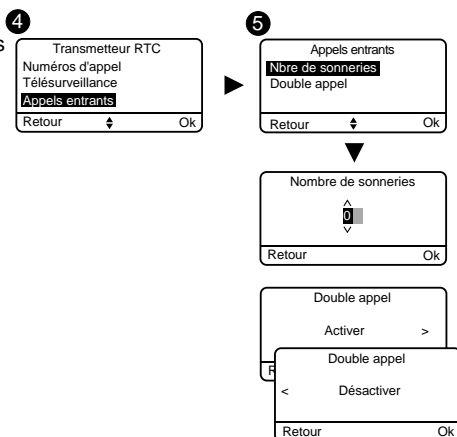 4
s
Transmetteur RTC
Numéros d'appel
Télésurveillance
Appels entrants
Retour Ok
5
Appels entrants
Nbre de sonneries
Double appel
Retour Ok
Nombre de sonneries
0
Retour Ok
Double appel
Activer >
R
Double appel
< Désactiver
Retour Ok